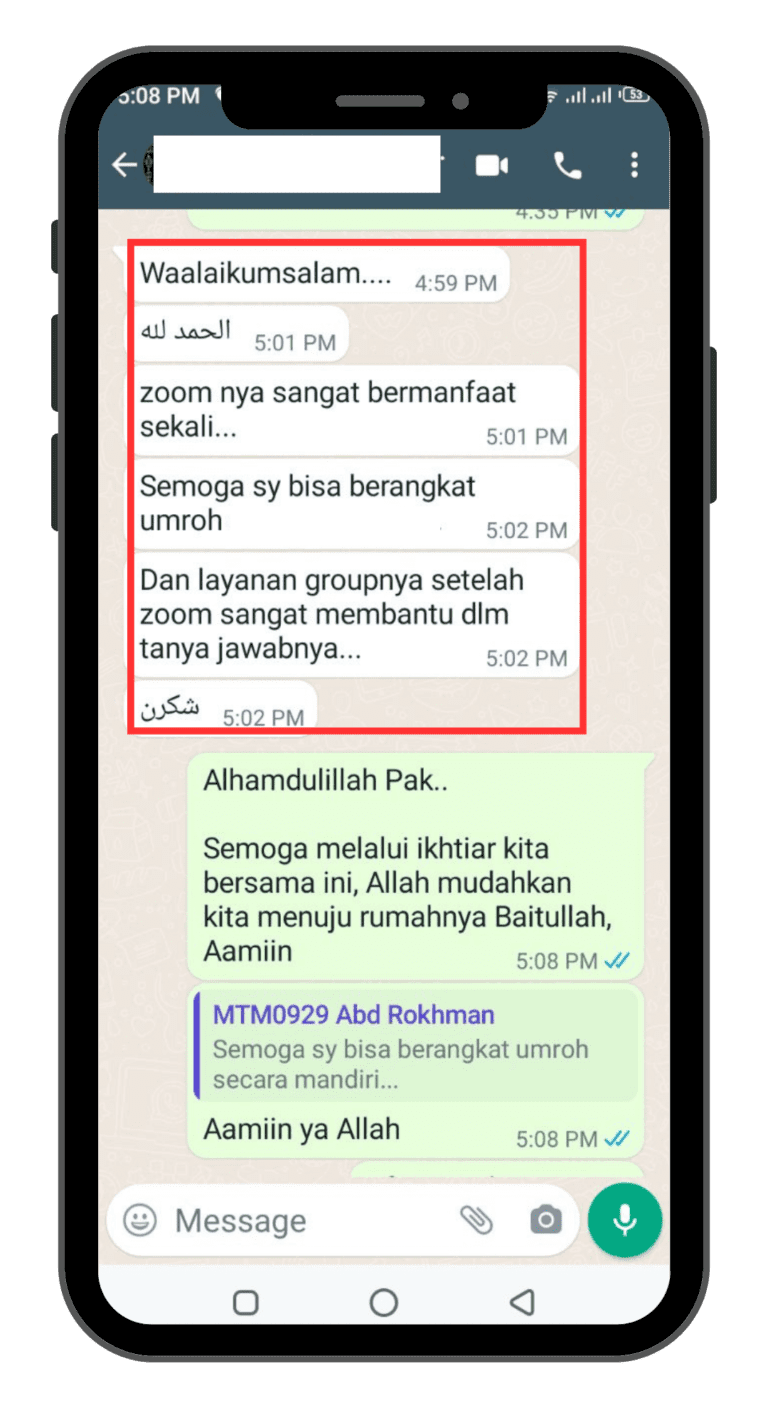 5:08 PM
53
4.35 PM
Waalaikumsalam.... 4:59 PM
الحمد لله 5:01 PM
zoom nya sangat bermanfaat
sekali... 5:01 PM
Semoga sy bisa berangkat
umroh 5:02 PM
Dan layanan groupnya setelah
zoom sangat membantu dlm
tanya jawabnya... 5:02 PM
شكرن 5:02 PM
Alhamdulillah Pak..
Semoga melalui ikhtiar kita
bersama ini, Allah mudahkan
kita menuju rumahnya Baitullah,
Aamiin 5:08 PM
MTM0929 Abd Rokhman
Semoga sy bisa berangkat umroh
secara mandiri...
Aamiin ya Allah 5:08 PM
Message